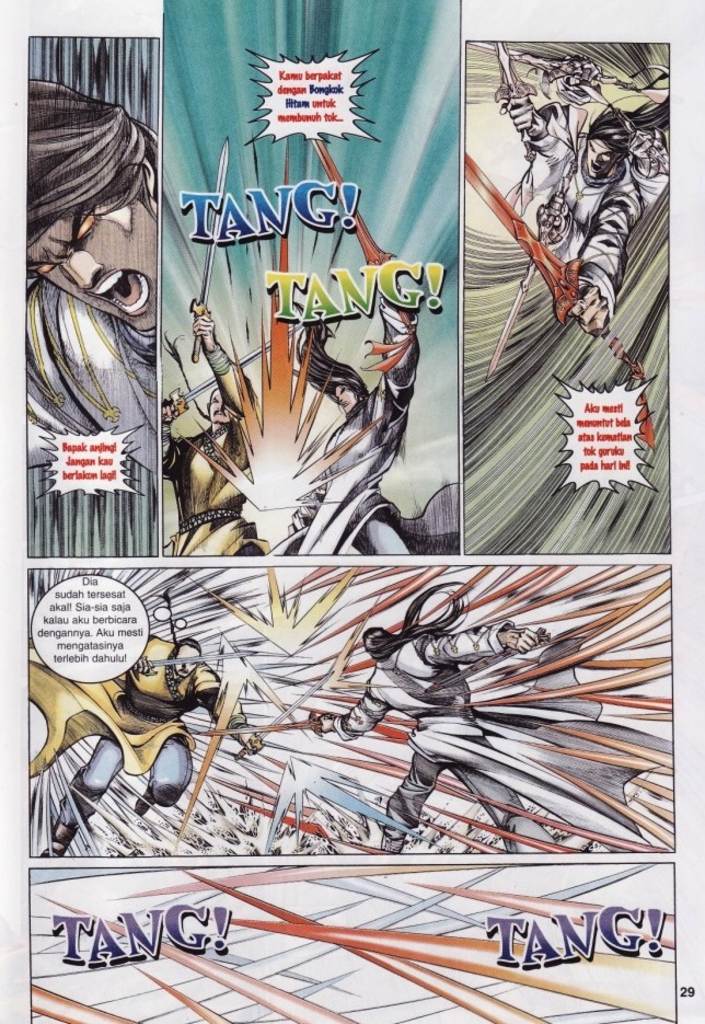 Bapak anjing!
Jangan kau
berlakon lagi!
Kamu berpakat
dengan Bongkok
Hitam untuk
membunuh tok...
TANG!
TANG!
Aku mesti
menuntut bela
atas kematian
tok guruku
pada hari ini!
Dia
sudah tersesat
akal! Sia-sia saja
kalau aku berbicara
dengannya. Aku mesti
mengatasinya
terlebih dahulu!
TANG!
TANG!
29